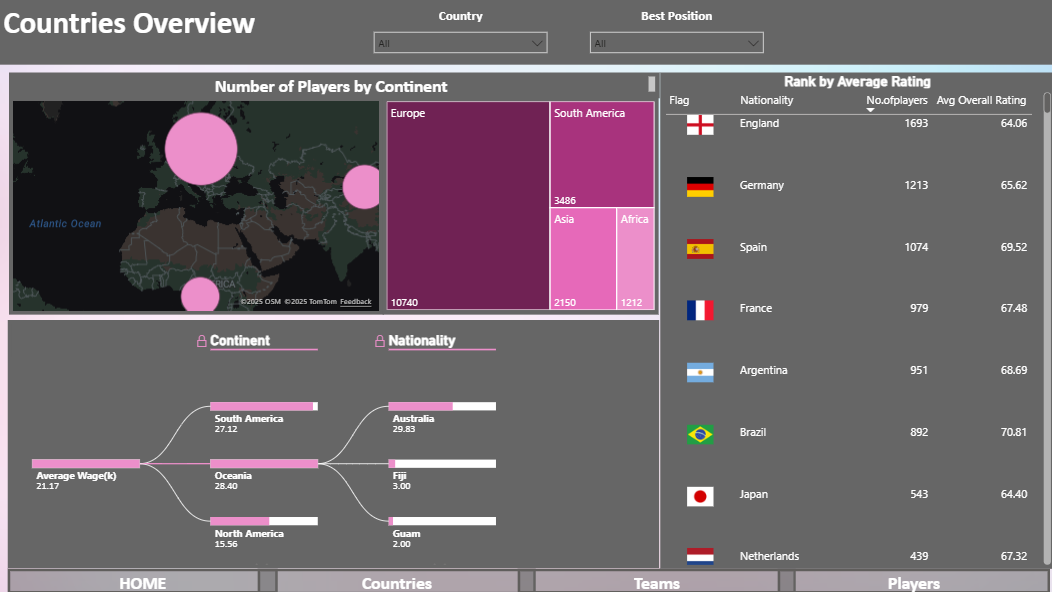 Countries Overview
Country
All
Best Position
All
Number of Players by Continent
Atlantic Ocean
©2025 OSM ©2025 TomTom Feedback
Europe
10740
South America
3486
Asia
2150
Africa
1212
Rank by Average Rating
Flag Nationality No.ofplayers Avg Overall Rating
England 1693 64.06
Germany 1213 65.62
Spain 1074 69.52
France 979 67.48
Argentina 951 68.69
Brazil 892 70.81
Japan 543 64.40
Netherlands 439 67.32
Continent
Nationality
Average Wage(k)
21.17
South America
27.12
Oceania
28.40
North America
15.56
Australia
29.83
Fiji
3.00
Guam
2.00
HOME
Countries
Teams
Players